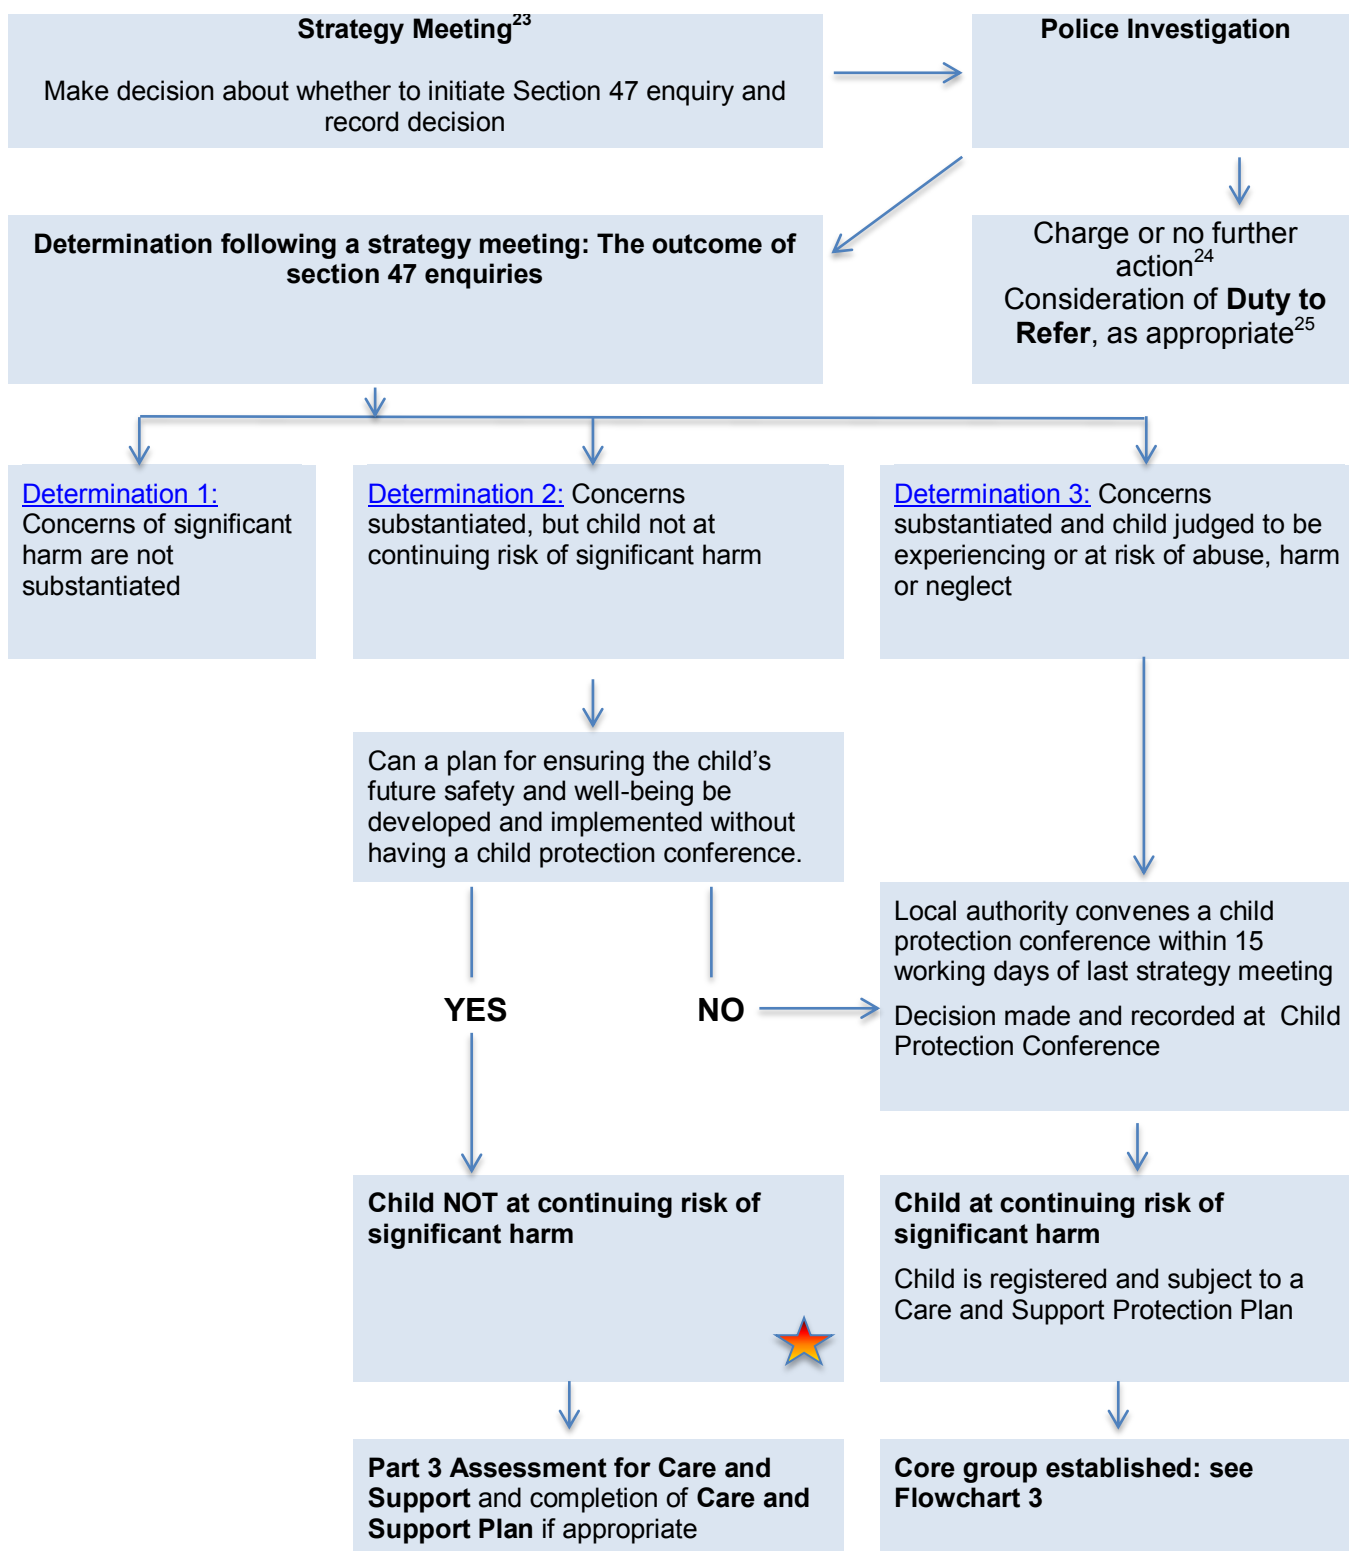 Strategy Meeting23
Make decision about whether to initiate Section 47 enquiry and
record decision
Police Investigation
Determination following a strategy meeting: The outcome of
section 47 enquiries
Charge or no further
action24
Consideration of Duty to
Refer, as appropriate25
Determination 1:
Concerns of significant
harm are not
substantiated
Determination 2: Concerns
substantiated, but child not at
continuing risk of significant harm
Determination 3: Concerns
substantiated and child judged to be
experiencing or at risk of abuse, harm
or neglect
Can a plan for ensuring the child’s
future safety and well-being be
developed and implemented without
having a child protection conference.
YES
NO
Local authority convenes a child
protection conference within 15
working days of last strategy meeting
Decision made and recorded at Child
Protection Conference
Child NOT at continuing risk of
significant harm
Child at continuing risk of
significant harm
Child is registered and subject to a
Care and Support Protection Plan
Part 3 Assessment for Care and
Support and completion of Care and
Support Plan if appropriate
Core group established: see
Flowchart 3